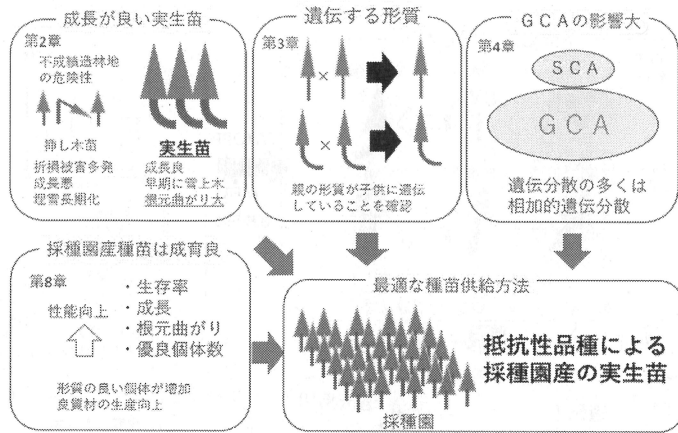 成長が良い実生苗
第2章
不成績造林地
の危険性
挿し木苗
折損被害多発
成長悪
埋雪長期化
実生苗
成長良
早期に雪上木
根元曲がり大
遺伝する形質
第3章
×
×
親の形質が子供に遺伝
していることを確認
GCAの影響大
第4章
SCA
GCA
遺伝分散の多くは
相加的遺伝分散
採種園産種苗は成育良
第8章
性能向上
・生存率
・成長
・根元曲がり
・優良個体数
形質の良い個体が増加
良質材の生産向上
最適な種苗供給方法
採種園
抵抗性品種による
採種園産の実生苗